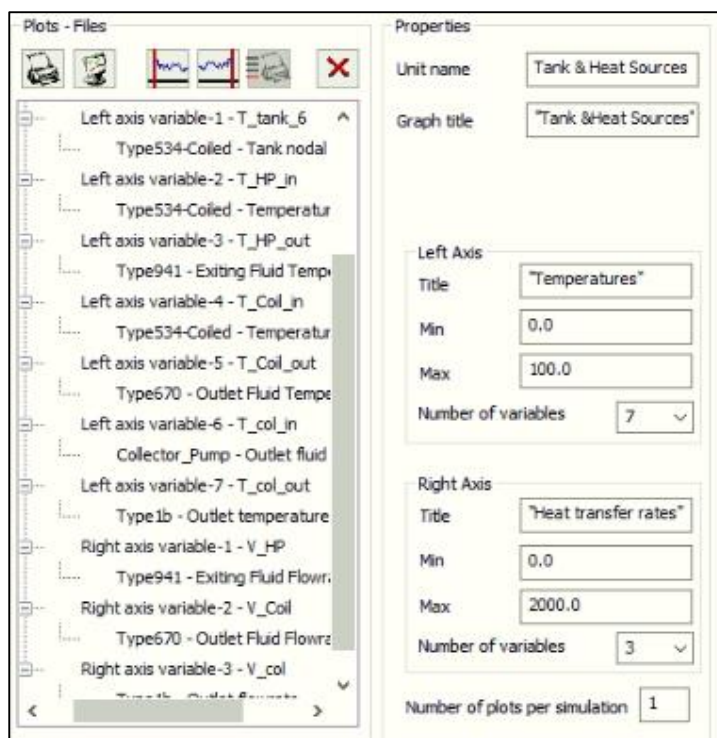 Plots - Files
Left axis variable-1 - T_tank_6
Type534-Coiled - Tank nodal
Left axis variable-2 - T_HP_in
Type534-Coiled - Temperatur
Left axis variable-3 - T_HP_out
Type941 - Exiting Fluid Tempe
Left axis variable-4 - T_Coil_in
Type534-Coiled - Temperatur
Left axis variable-5 - T_Coil_out
Type670 - Outlet Fluid Tempe
Left axis variable-6 - T_col_in
Collector_Pump - Outlet fluid
Left axis variable-7 - T_col_out
Type1b - Outlet temperature
Right axis variable-1 - V_HP
Type941 - Exiting Fluid Flowra
Right axis variable-2 - V_Coil
Type670 - Outlet Fluid Flowra
Right axis variable-3 - V_col
Properties
Unit name Tank & Heat Sources
Graph title "Tank &Heat Sources"
Left Axis
Title "Temperatures"
Min 0.0
Max 100.0
Number of variables 7
Right Axis
Title "Heat transfer rates"
Min 0.0
Max 2000.0
Number of variables 3
Number of plots per simulation 1